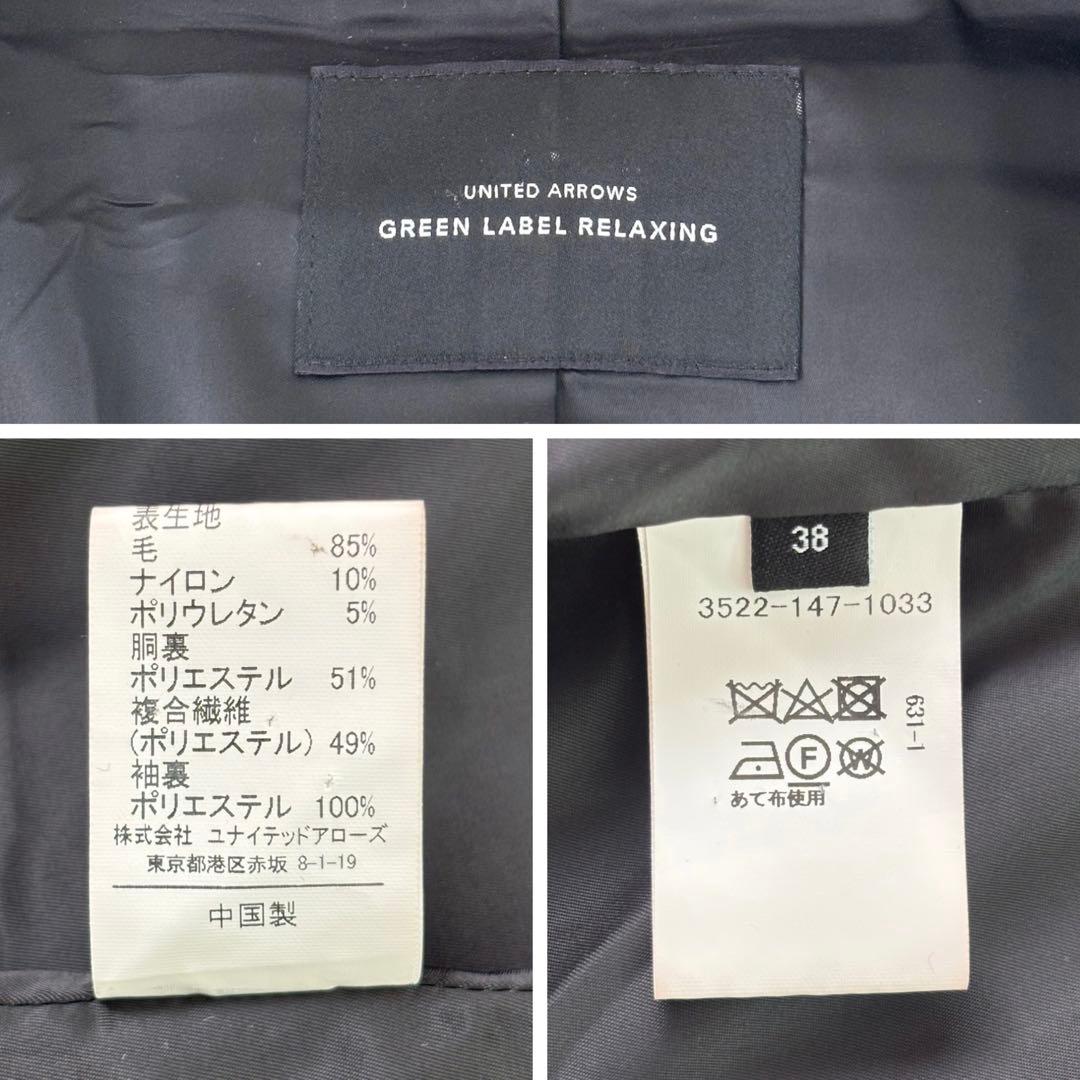 UNITED ARROWS
GREEN LABEL RELAXING
表生地
毛 85%
ナイロン 10%
ポリウレタン 5%
胴裏
ポリエステル 51%
複合繊維
(ポリエステル) 49%
袖裏
ポリエステル 100%
株式会社 ユナイテッドアローズ
東京都港区赤坂 8-1-19
中国製
38
3522-147-1033
631-1
F W
あて布使用